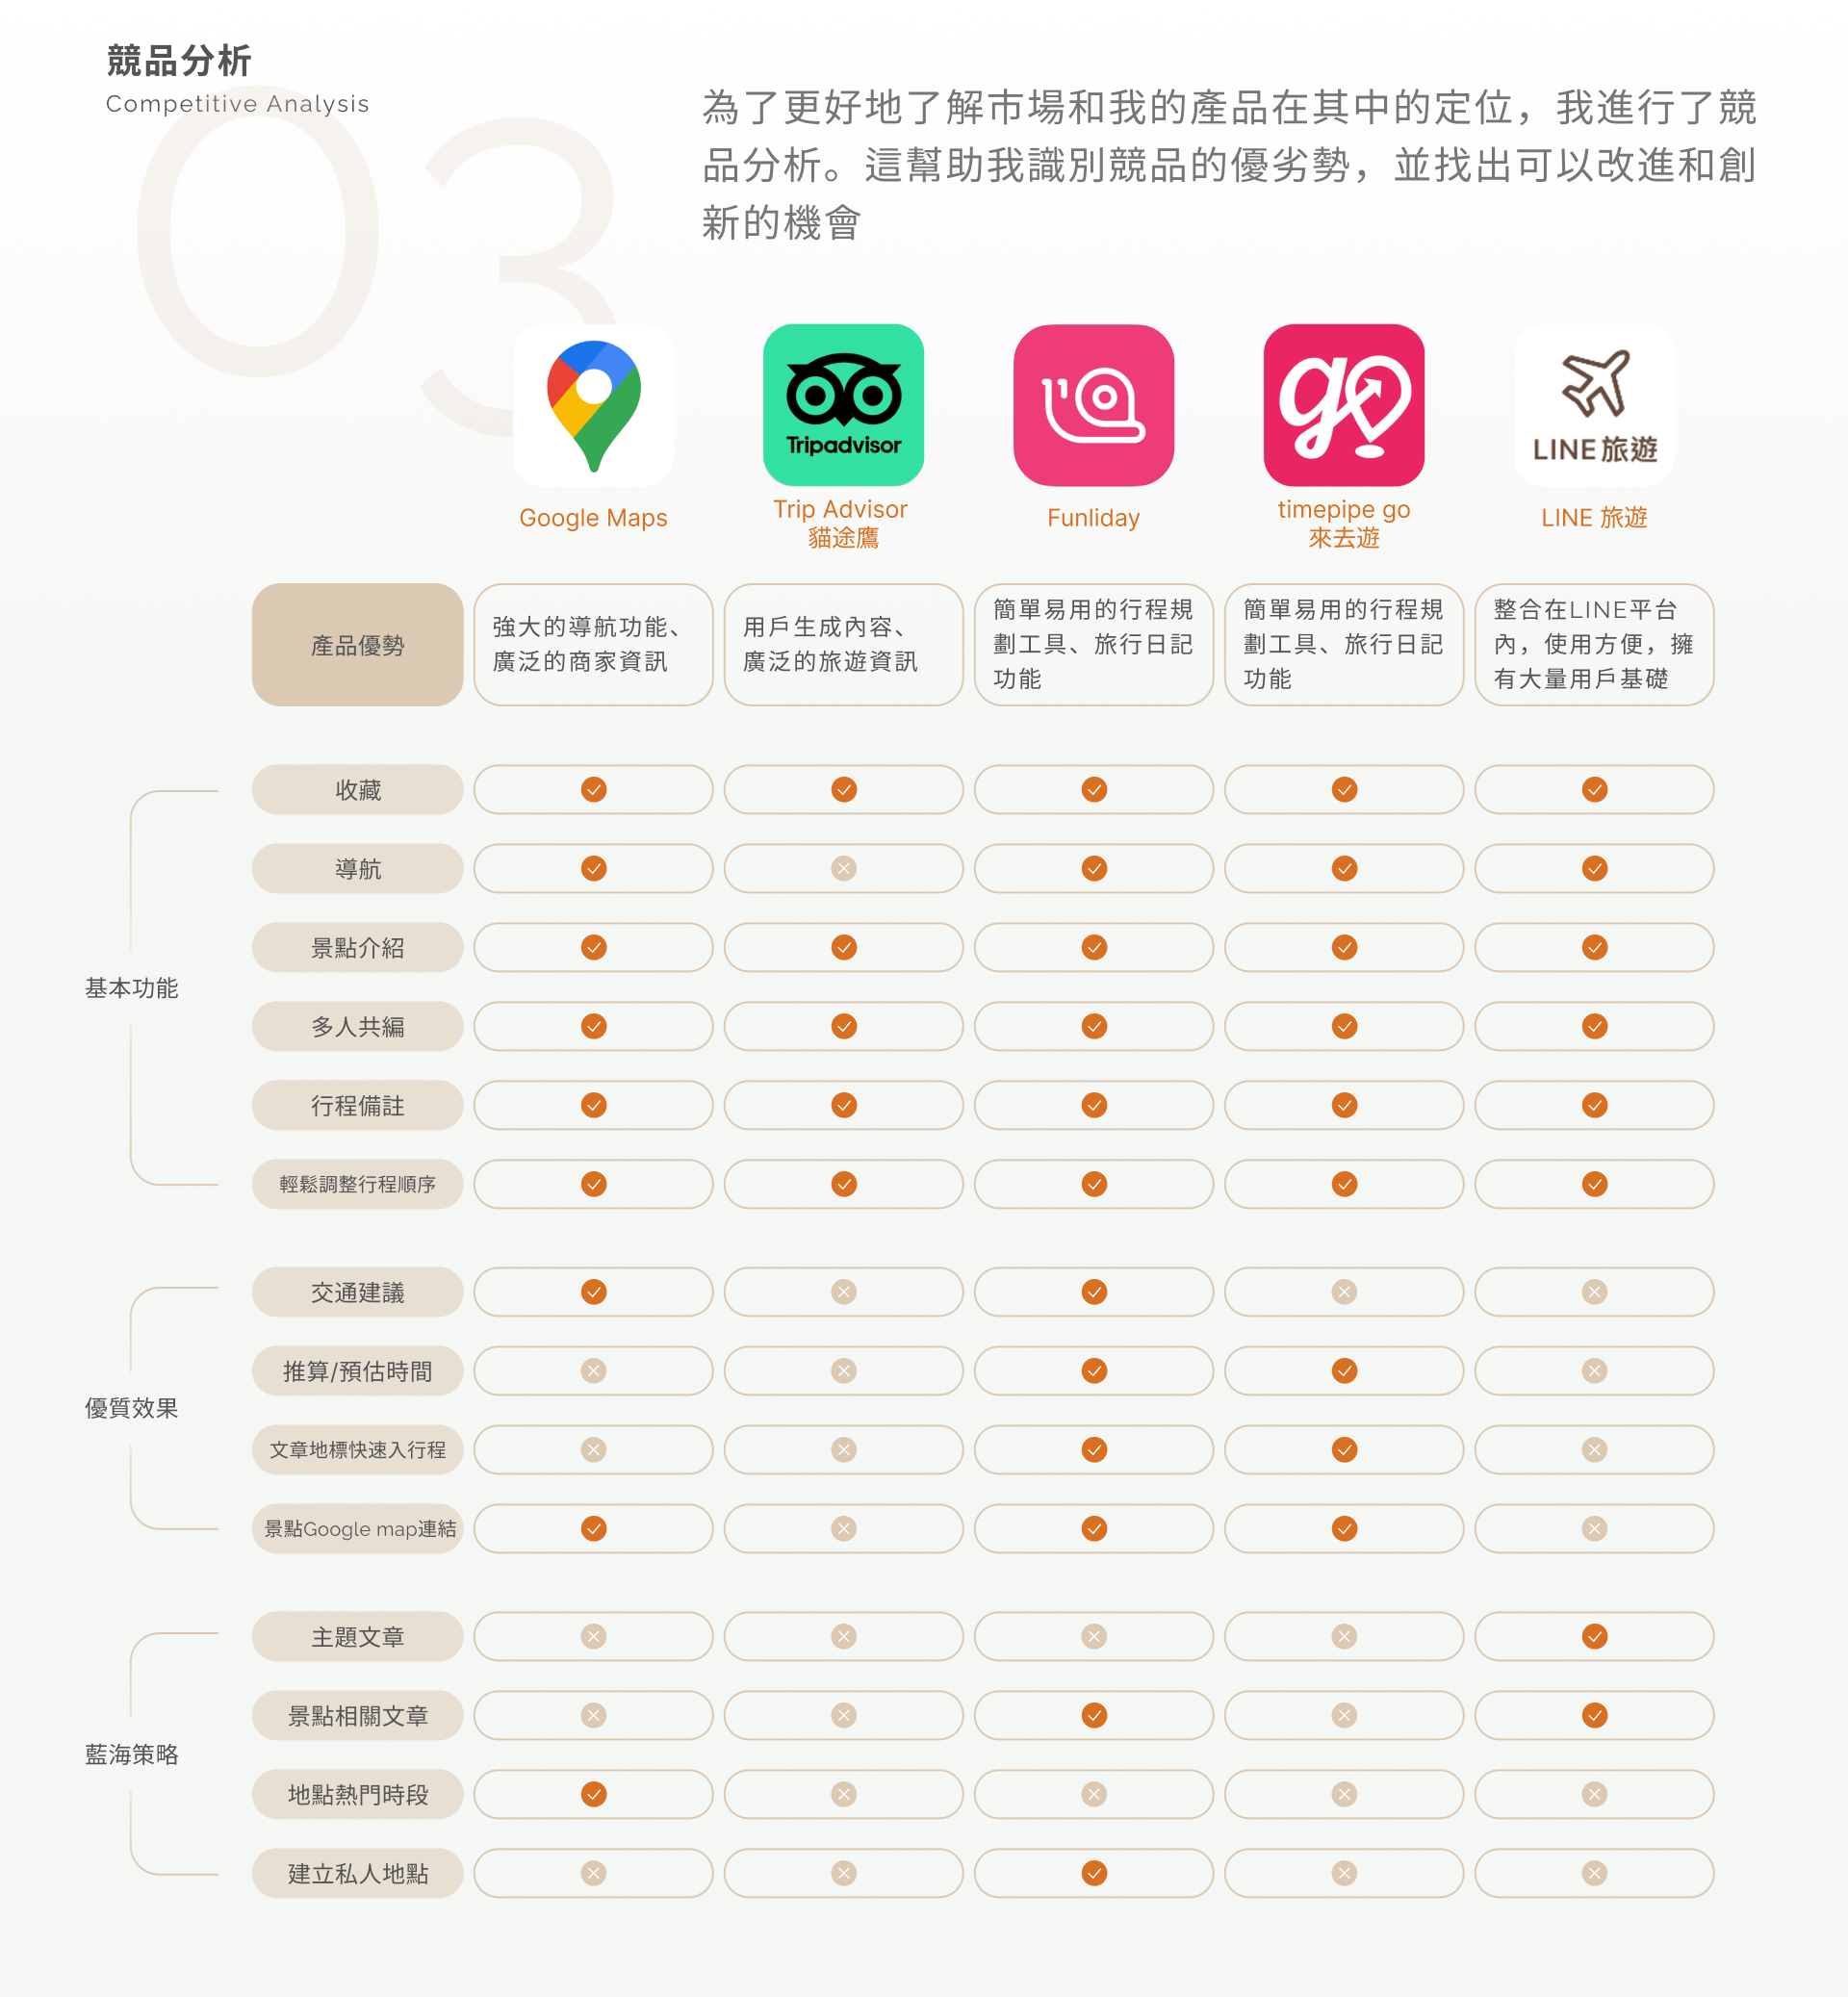 競品分析
Competitive Analysis
03
為了更好地了解市場和我的產品在其中的定位，我進行了競
品分析。這幫助我識別競品的優劣勢，並找出可以改進和創
新的機會
Tripadvisor
go
LINE 旅遊
Google Maps
Trip Advisor
貓途鷹
Funliday
timepipe go
來去遊
LINE 旅遊
產品優勢
強大的導航功能、
廣泛的商家資訊
用戶生成內容、
廣泛的旅遊資訊
簡單易用的行程規
劃工具、旅行日記
功能
簡單易用的行程規
劃工具、旅行日記
功能
整合在LINE平台
內，使用方便，擁
有大量用戶基礎
基本功能
收藏
導航
景點介紹
多人共編
行程備註
輕鬆調整行程順序
優質效果
交通建議
推算/預估時間
文章地標快速入行程
景點Google map連結
藍海策略
主題文章
景點相關文章
地點熱門時段
建立私人地點